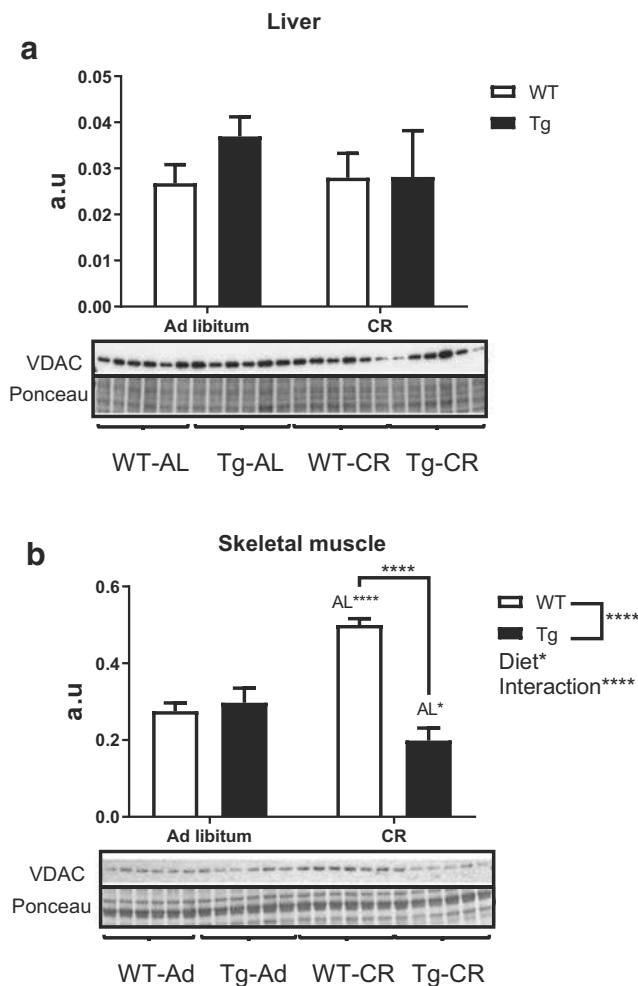 Liver
a
0.05
0.04
0.03
0.02
0.01
0.00
a.u
WT
Tg
Ad libitum CR
VDAC
Ponceau
WT-AL Tg-AL WT-CR Tg-CR
b
Skeletal muscle
0.6
0.4
0.2
0.0
a.u
****
AL****
AL*
WT
Tg
****
Diet*
Interaction****
Ad libitum CR
VDAC
Ponceau
WT-Ad Tg-Ad WT-CR Tg-CR